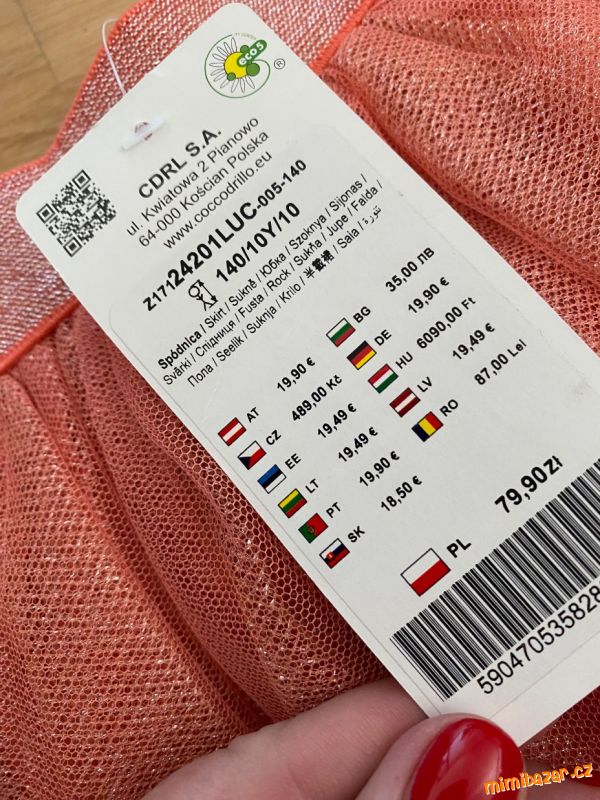 eco5
®
CDRL S.A.
ul. Kwiatowa 2 Pianowo
64-000 Kościan Polska
www.coccodrillo.eu
Z17124201LUC-005-140
140/10Y/10
Spódnica / Skirt / Sukně / Юбка / Szoknya / Sijonas /
Svārki / Спідниця / Fusta / Rock / Sukňa / Jupe / Falda /
Пола / Seelik / Suknja / Krilo / 半截裙 / Saia / تنورة /
AT 19,90 €
CZ 489,00 Kč
EE 19,49 €
LT 19,49 €
PT 19,90 €
SK 18,50 €
BG 35.00 ЛВ
DE 19,90 €
HU 6090,00 Ft
LV 19,49 €
RO 87,00 Lei
PL 79,90 Zł
590470535828
mimibazar.cz